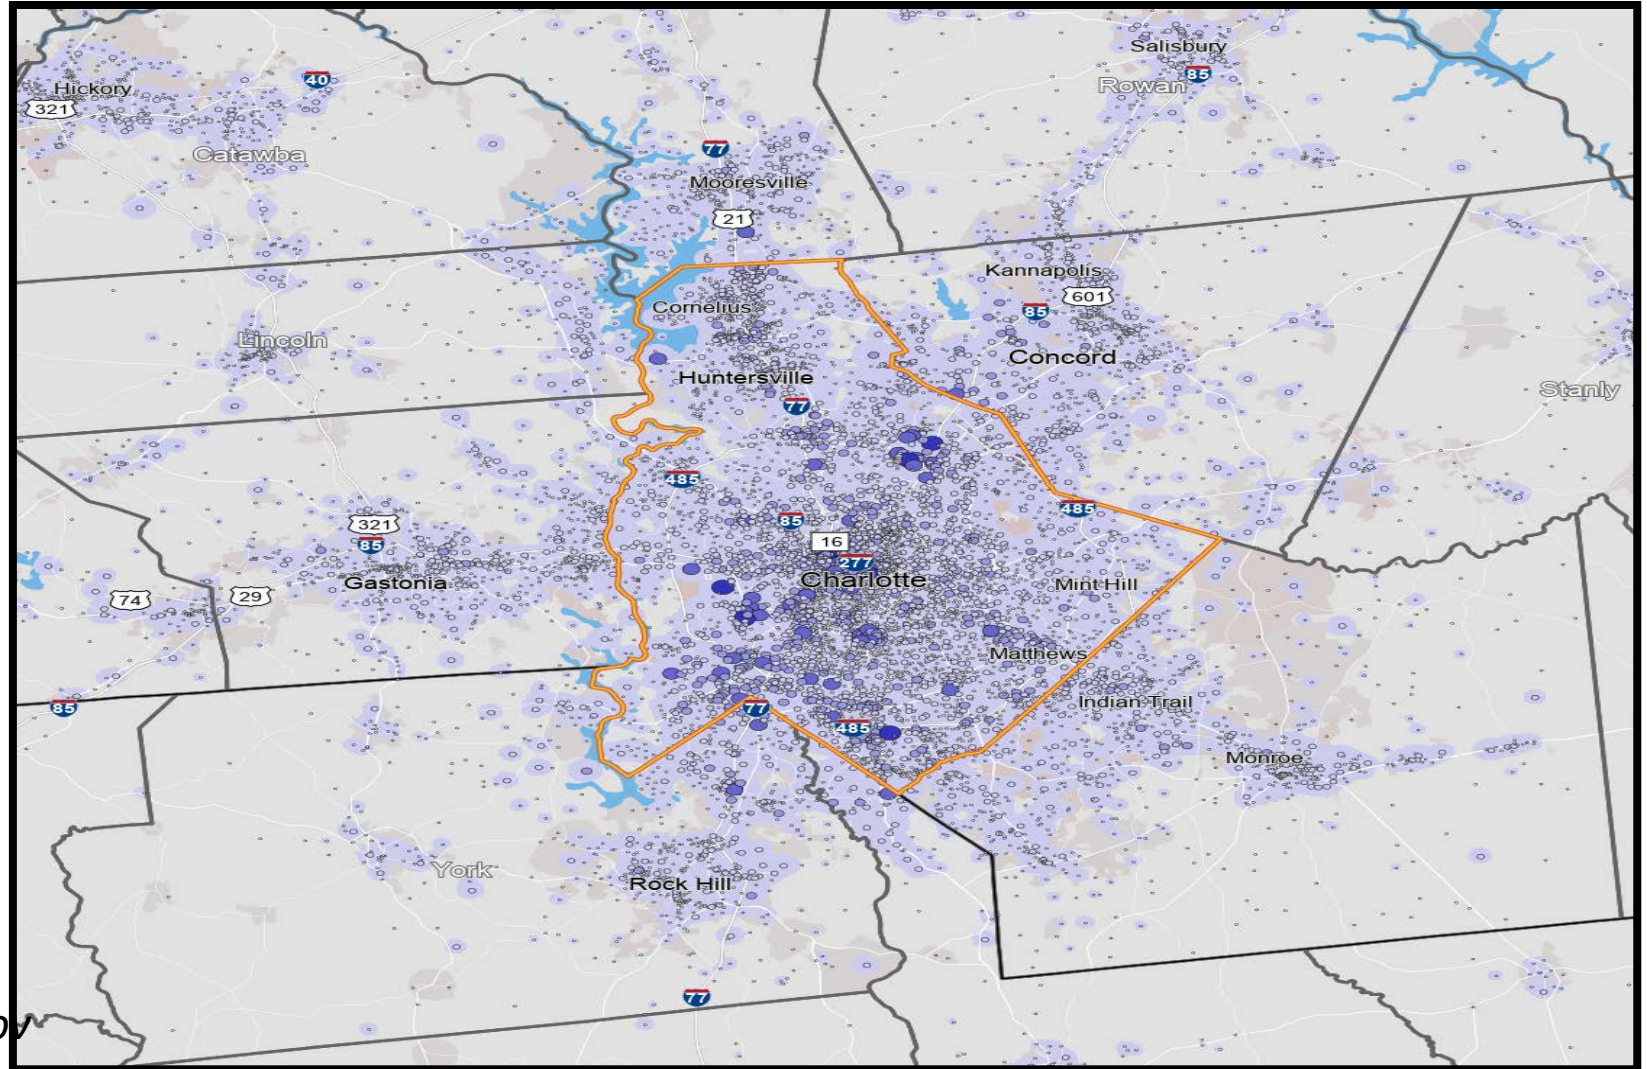 Salisbury
85
Rowan
40
Hickory
321
Catawba
77
Mooresville
21
Kannapolis
601
85
Cornelius
Lincoln
Concord
Huntersville
Stanly
77
485
485
321
85
85
16
277
Gastonia
Charlotte
Mint Hill
74
29
Matthews
Indian Trail
85
77
485
Monroe
York
Rock Hill
77